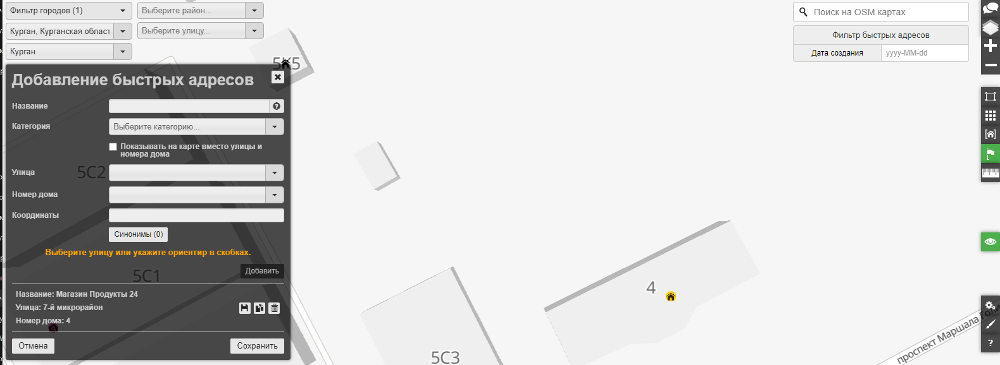 Фильтр городов (1)
Выберите район...
Курган, Курганская област
Выберите улицу...
Курган
Поиск на OSM картах
Фильтр быстрых адресов
Дата создания
yyyy-MM-dd
5К5
Добавление быстрых адресов
Название
Категория
Выберите категорию...
Показывать на карте вместо улицы и
номера дома
5С2
Улица
Номер дома
Координаты
Синонимы (0)
Выберите улицу или укажите ориентир в скобках.
Добавить
5С1
Название: Магазин Продукты 24
Улица: 7-й микрорайон
Номер дома: 4
Отмена
Сохранить
4
5С3
проспект Маршала Голи
?